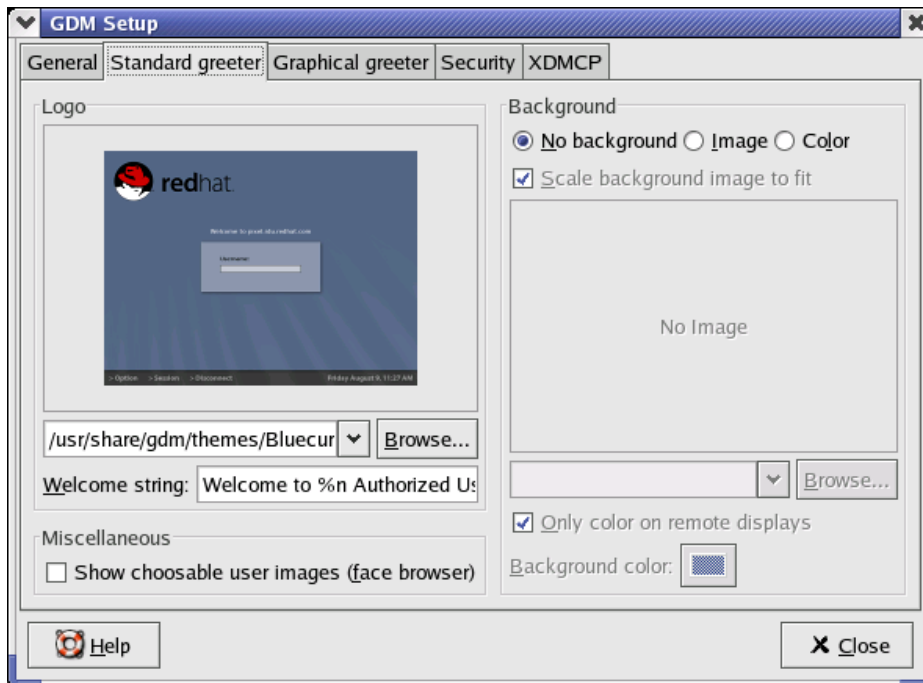 GDM Setup
General Standard greeter Graphical greeter Security XDMCP
Logo
redhat.
Welcome to pixel.rdu.redhat.com
Username:
> Option > Session > Disconnect Friday August 9, 11:27 AM
/usr/share/gdm/themes/Bluecur Browse...
Welcome string: Welcome to %n Authorized Us
Miscellaneous
Show choosable user images (face browser)
Background
No background Image Color
Scale background image to fit
No Image
Browse...
Only color on remote displays
Background color:
Help Close